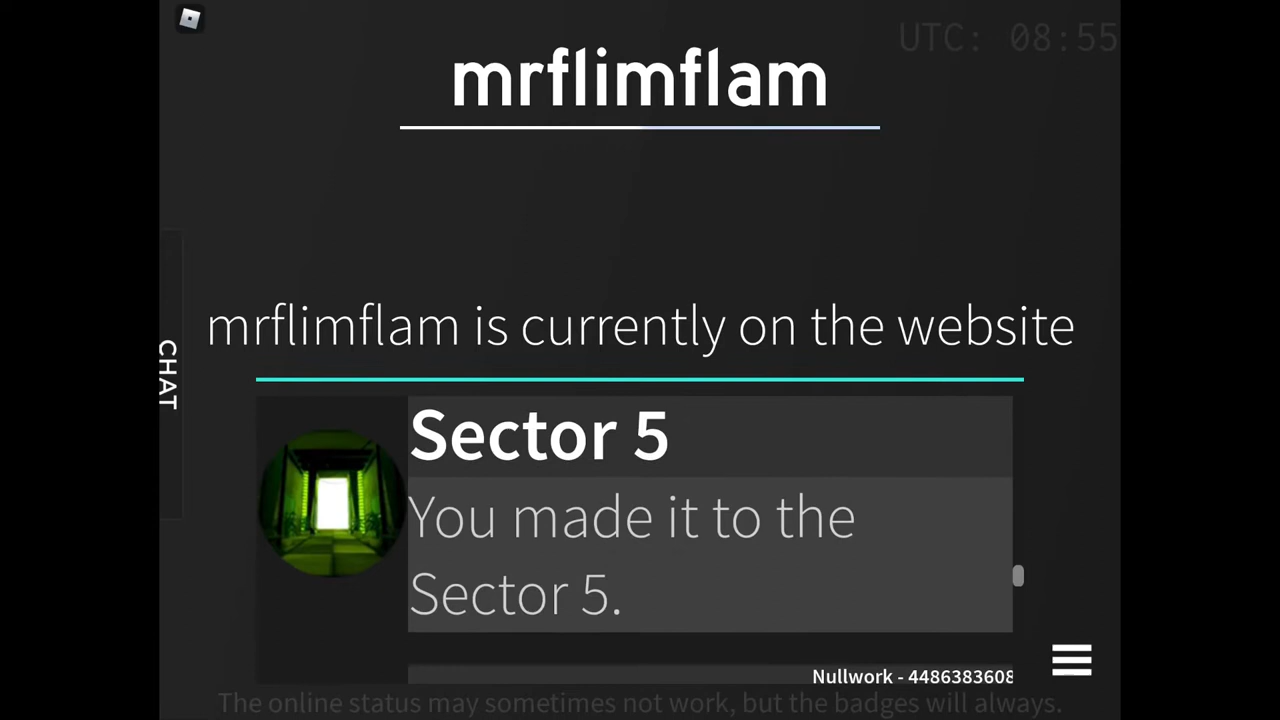 UTC: 08:55
mrflimflam
mrflimflam is currently on the website
CHAT
Sector 5
You made it to the
Sector 5.
Nullwork - 4486383608
The online status may sometimes not work, but the badges will always.